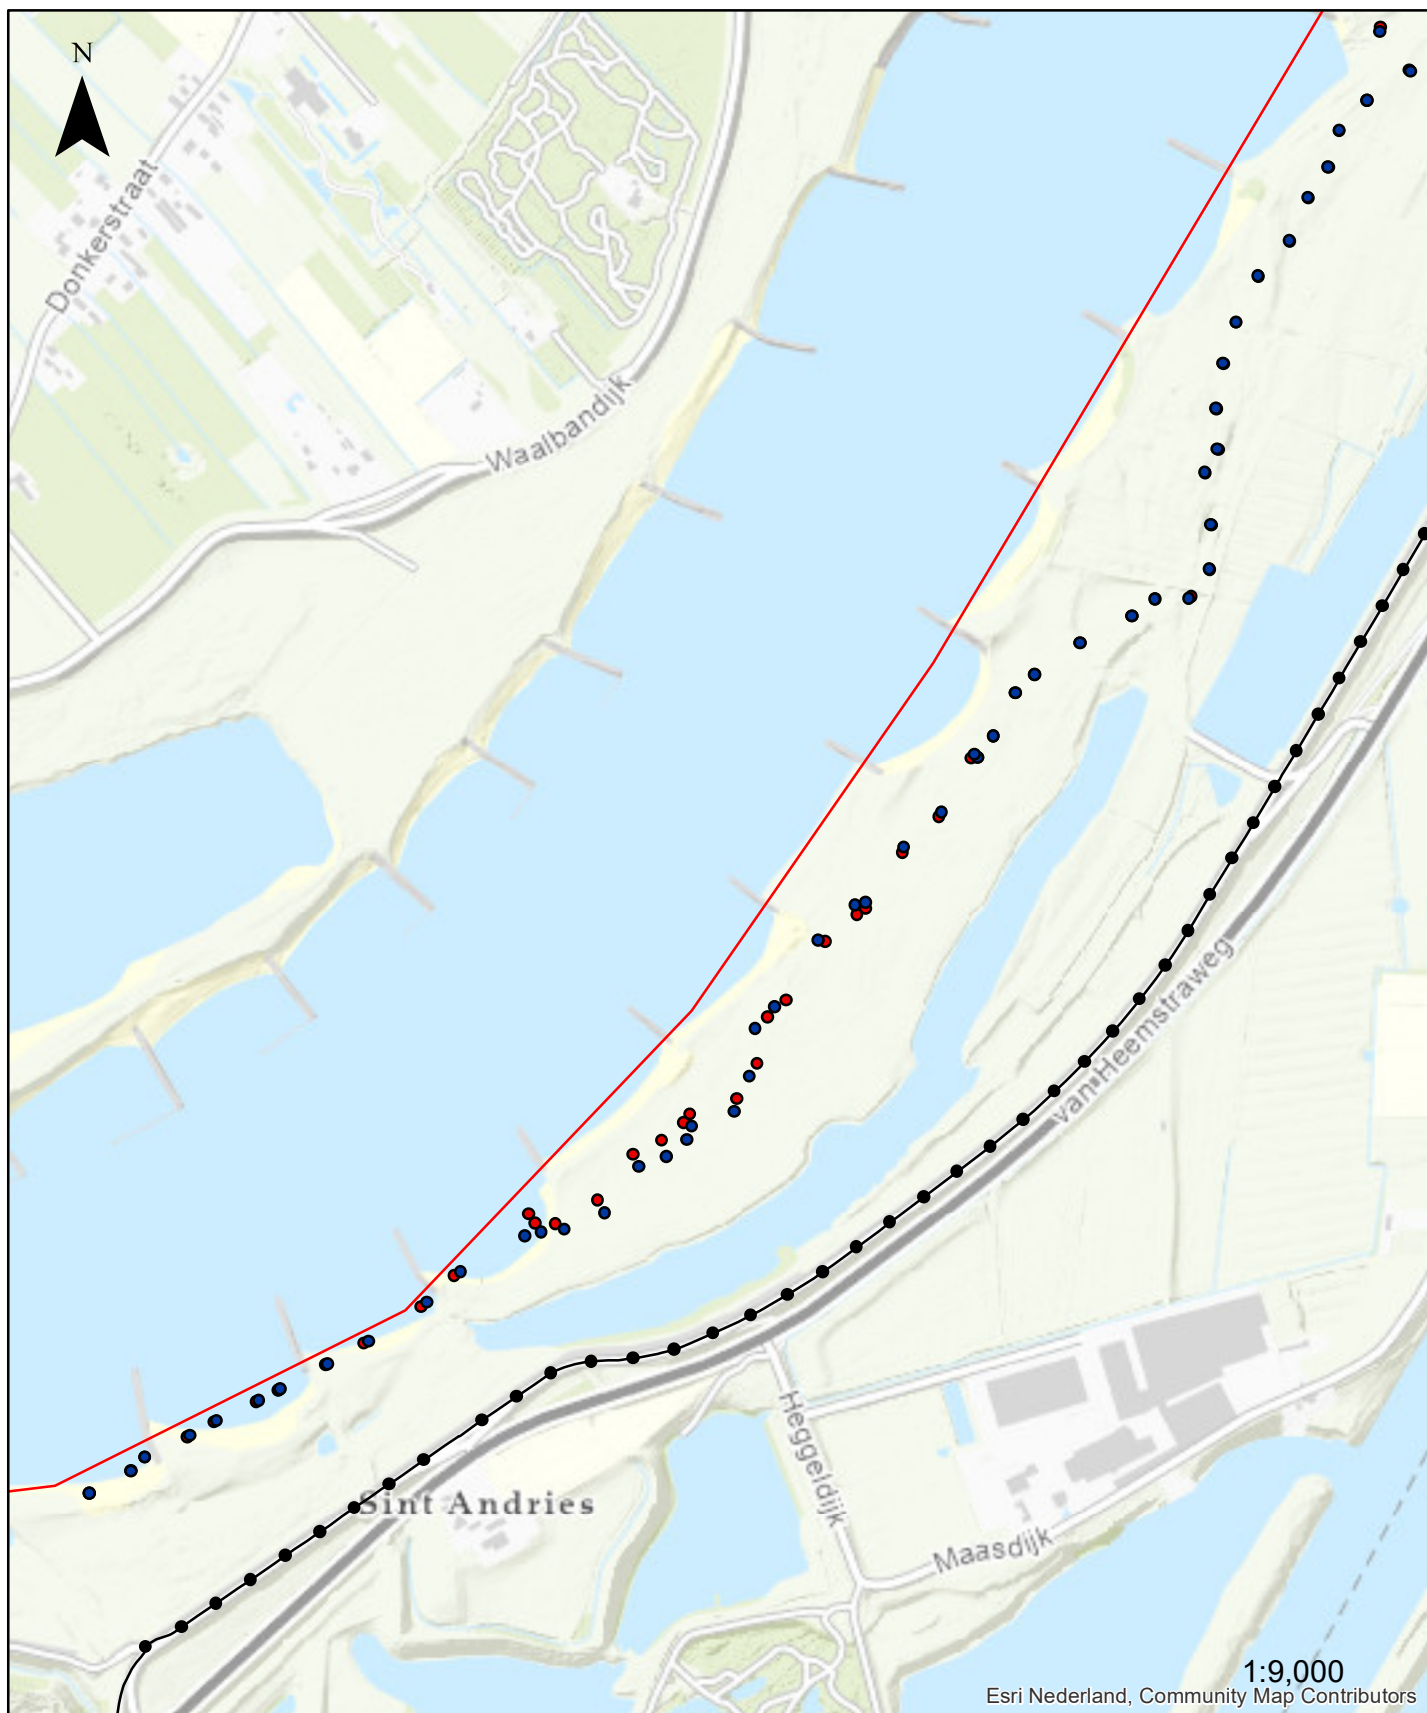 N
Donkerstraat
Waalbandijk
van Heemstraweg
Heggeldijk
Sint Andries
Maasdijk
1:9,000
Esri Nederland, Community Map Contributors